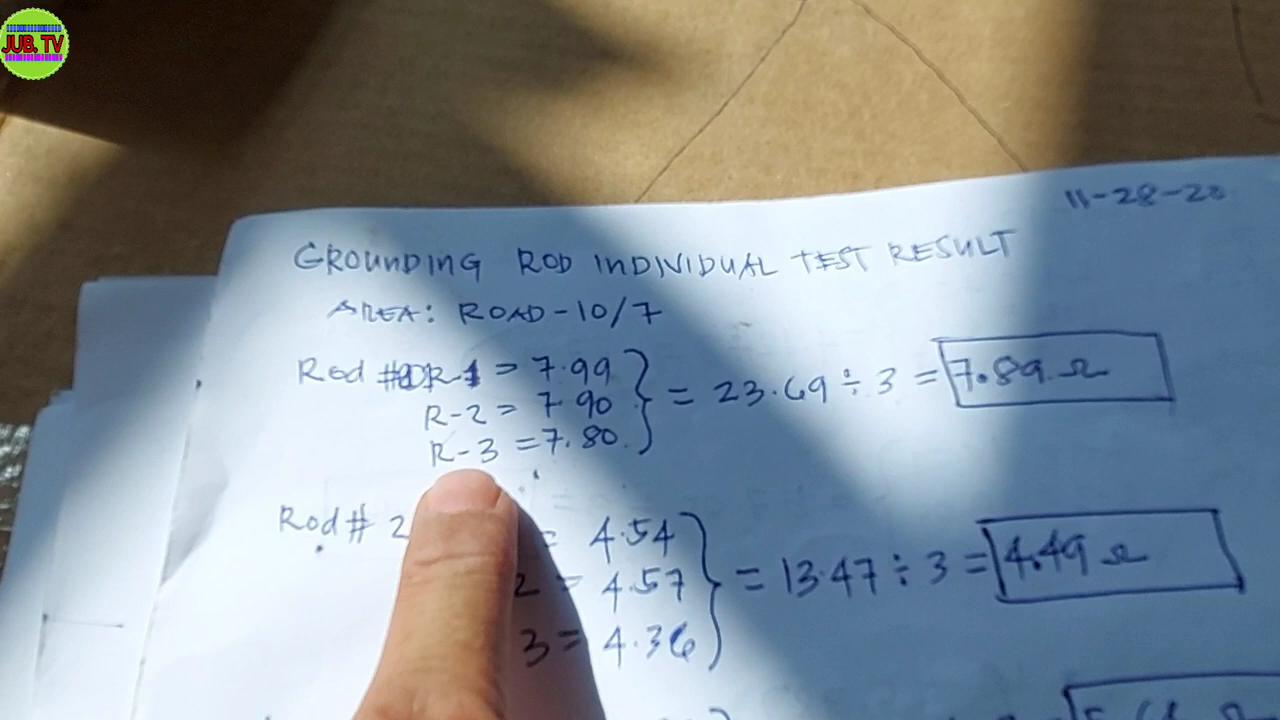 JUB.TV
11-28-20
GROUNDING ROD INDIVIDUAL TEST RESULT
AREA: ROAD-10/7
Rod # R-1 = 7.99
R-2 = 7.90
R-3 = 7.80
= 23.69 ÷ 3 = 7.89 Ω
Rod # 2
= 4.54
2 = 4.57
3 = 4.36
= 13.47 ÷ 3 = 4.49 Ω